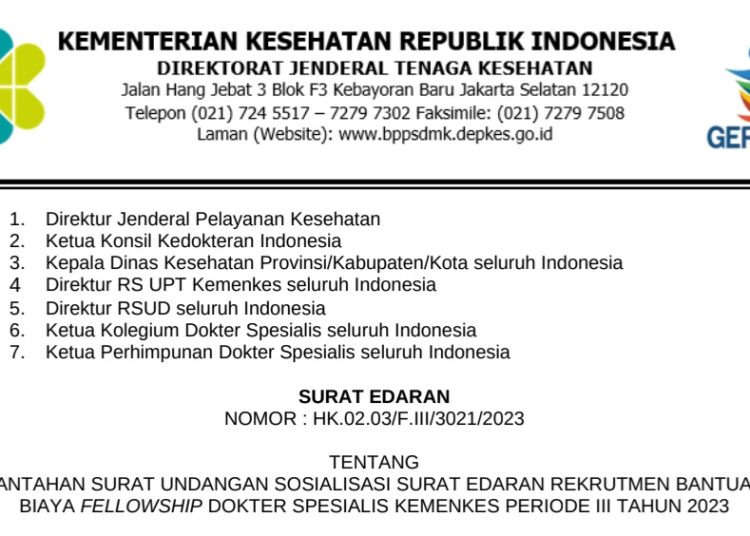 KEMENTERIAN KESEHATAN REPUBLIK INDONESIA
DIREKTORAT JENDERAL TENAGA KESEHATAN
Jalan Hang Jebat 3 Blok F3 Kebayoran Baru Jakarta Selatan 12120
Telepon (021) 724 5517 – 7279 7302 Faksimile: (021) 7279 7508
Laman (Website): www.bppsdmk.depkes.go.id
1. Direktur Jenderal Pelayanan Kesehatan
2. Ketua Konsil Kedokteran Indonesia
3. Kepala Dinas Kesehatan Provinsi/Kabupaten/Kota seluruh Indonesia
4 Direktur RS UPT Kemenkes seluruh Indonesia
5. Direktur RSUD seluruh Indonesia
6. Ketua Kolegium Dokter Spesialis seluruh Indonesia
7. Ketua Perhimpunan Dokter Spesialis seluruh Indonesia
SURAT EDARAN
NOMOR : HK.02.03/F.III/3021/2023
TENTANG
ANTAHAN SURAT UNDANGAN SOSIALISASI SURAT EDARAN REKRUTMEN BANTUA
BIAYA FELLOWSHIP DOKTER SPESIALIS KEMENKES PERIODE III TAHUN 2023